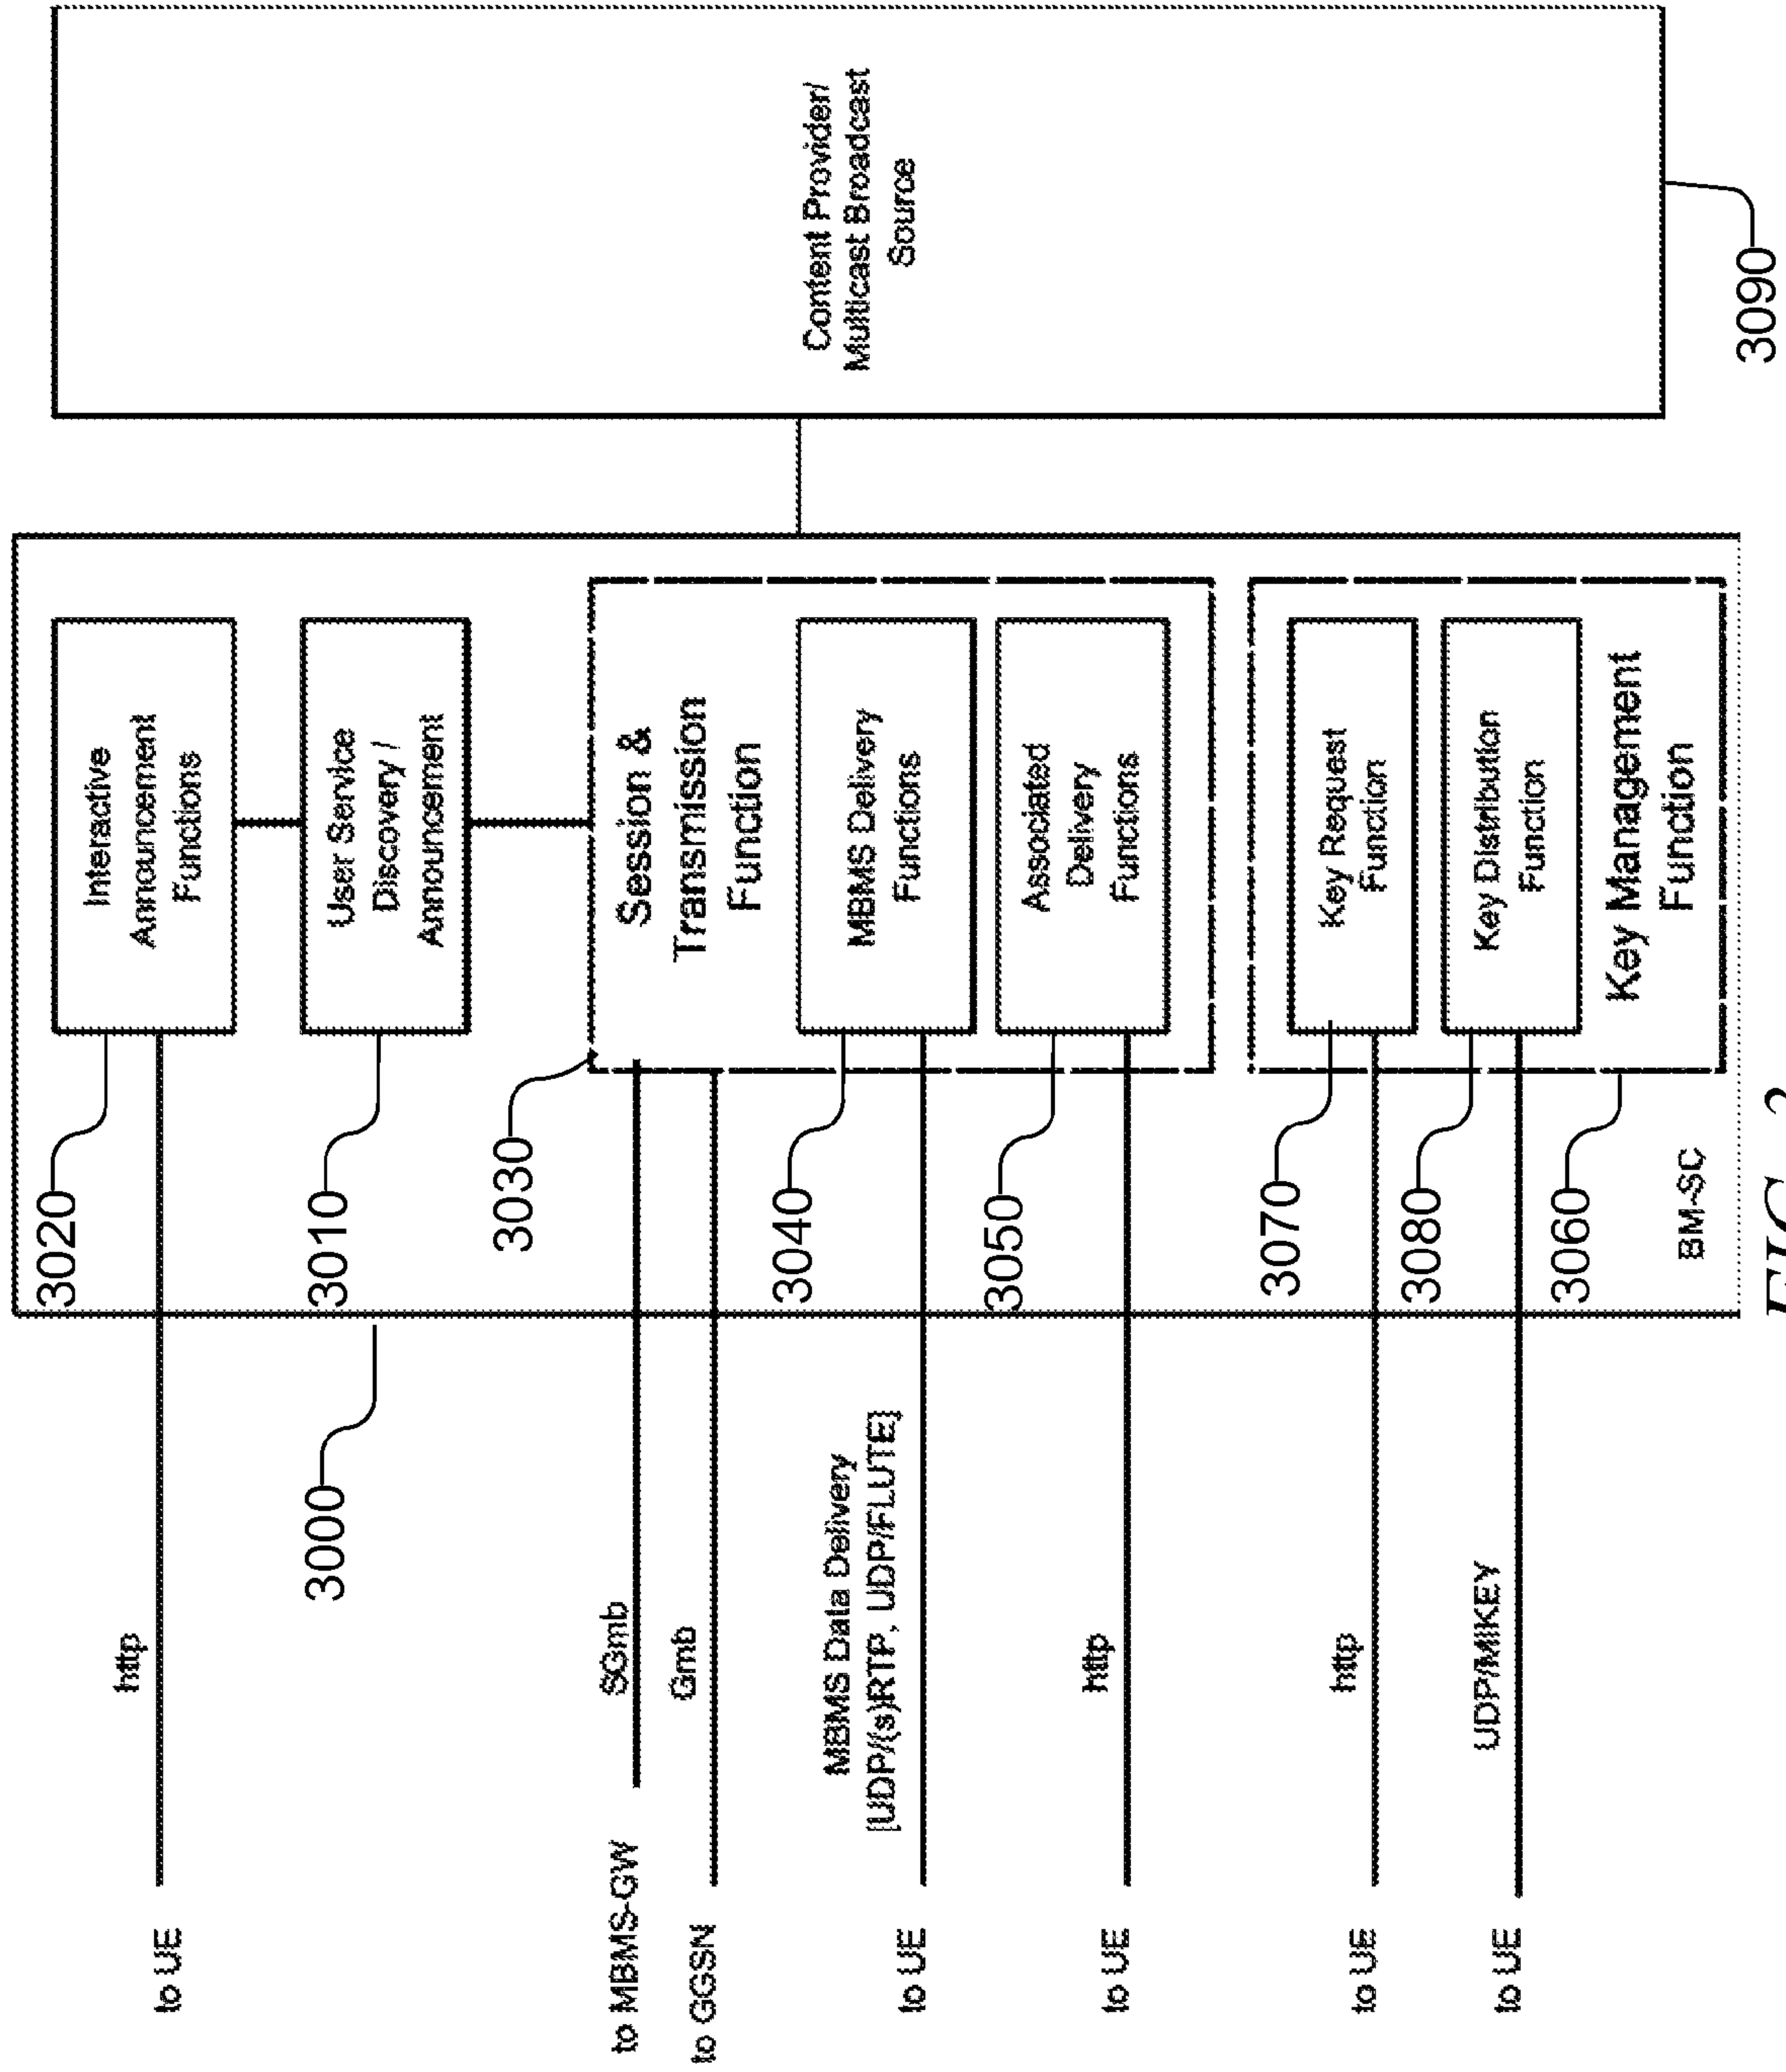 to UE
http
3020
Interactive
Announcement
Functions
3000
3010
User Service
Discovery /
Announcement
to MBMS-GW
SGmb
to GGSN
Gmb
3030
Session &
Transmission
Function
to UE
MBMS Data Delivery
[UDP/(s)RTP, UDP/FLUTE]
3040
MBMS Delivery
Functions
to UE
http
3050
Associated
Delivery
Functions
to UE
http
3070
Key Request
Function
to UE
UDP/MIKEY
3080
Key Distribution
Function
3060
Key Management
Function
BM-SC
Content Provider/
Multicast Broadcast
Source
3090